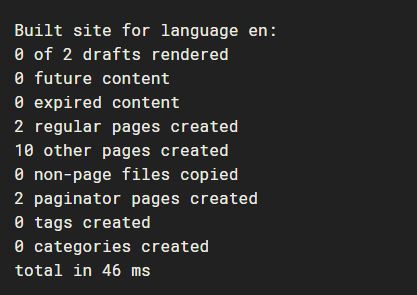 Built site for language en:
0 of 2 drafts rendered
0 future content
0 expired content
2 regular pages created
10 other pages created
0 non-page files copied
2 paginator pages created
0 tags created
0 categories created
total in 46 ms